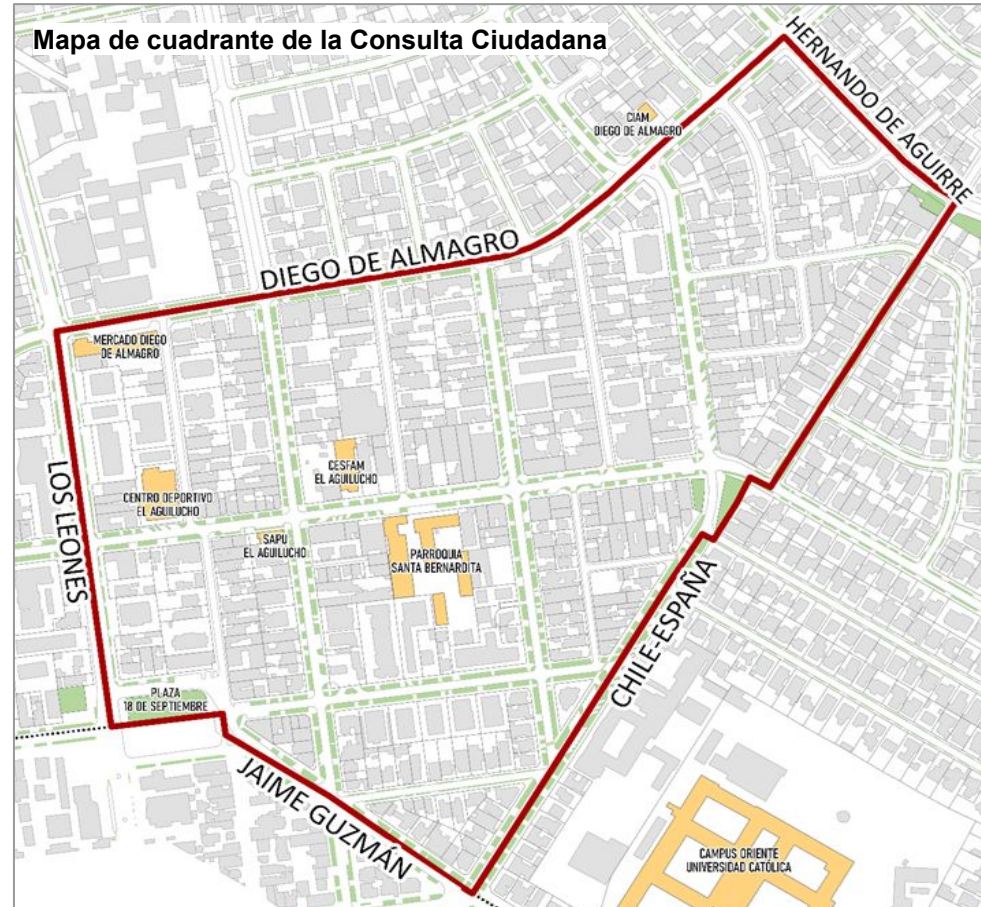 Mapa de cuadrante de la Consulta Ciudadana
HERNANDO DE AGUIRRE
CIAM
DIEGO DE ALMAGRO
DIEGO DE ALMAGRO
MERCADO DIEGO
DE ALMAGRO
LOS LEONES
CESFAM
EL AGUILUCHO
CENTRO DEPORTIVO
EL AGUILUCHO
SAPU
EL AGUILUCHO
PARROQUIA
SANTA BERNARDITA
CHILE-ESPAÑA
PLAZA
18 DE SEPTIEMBRE
JAIME GUZMÁN
CAMPUS ORIENTE
UNIVERSIDAD CATÓLICA